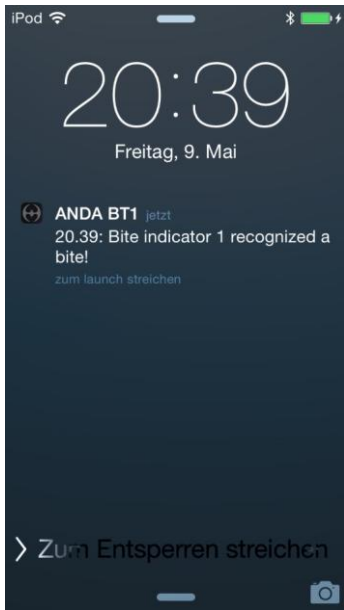 iPod
20:39
Freitag, 9. Mai
ANDA BT1 jetzt
20.39: Bite indicator 1 recognized a
bite!
zum launch streichen
Zum Entsperren streichen